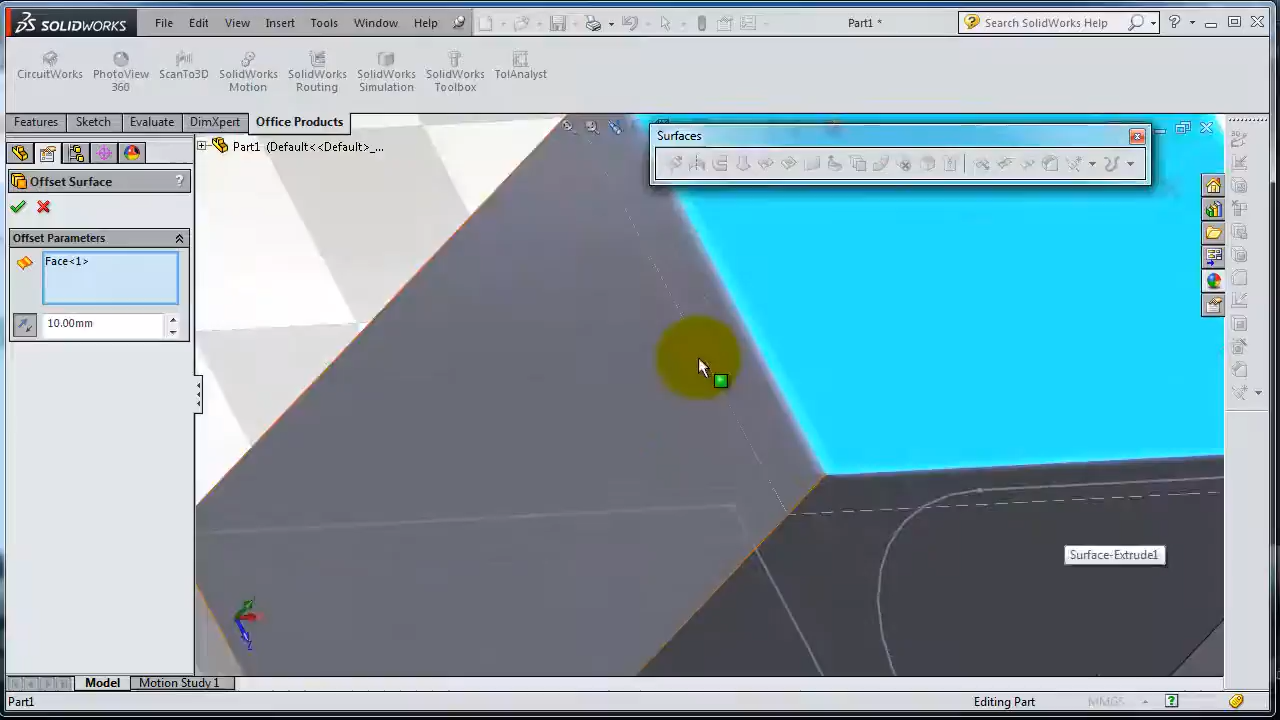 SOLIDWORKS File Edit View Insert Tools Window Help Part1 * Search SolidWorks Help ?
CircuitWorks PhotoView 360 ScanTo3D SolidWorks Motion SolidWorks Routing SolidWorks Simulation SolidWorks Toolbox TolAnalyst
Features Sketch Evaluate DimXpert Office Products
Surfaces
Part1 (Default<<Default>_...
Offset Surface ?
Offset Parameters
Face<1>
10.00mm
Surface-Extrude1
Z
Model Motion Study 1
Part1 Editing Part MMGS ?